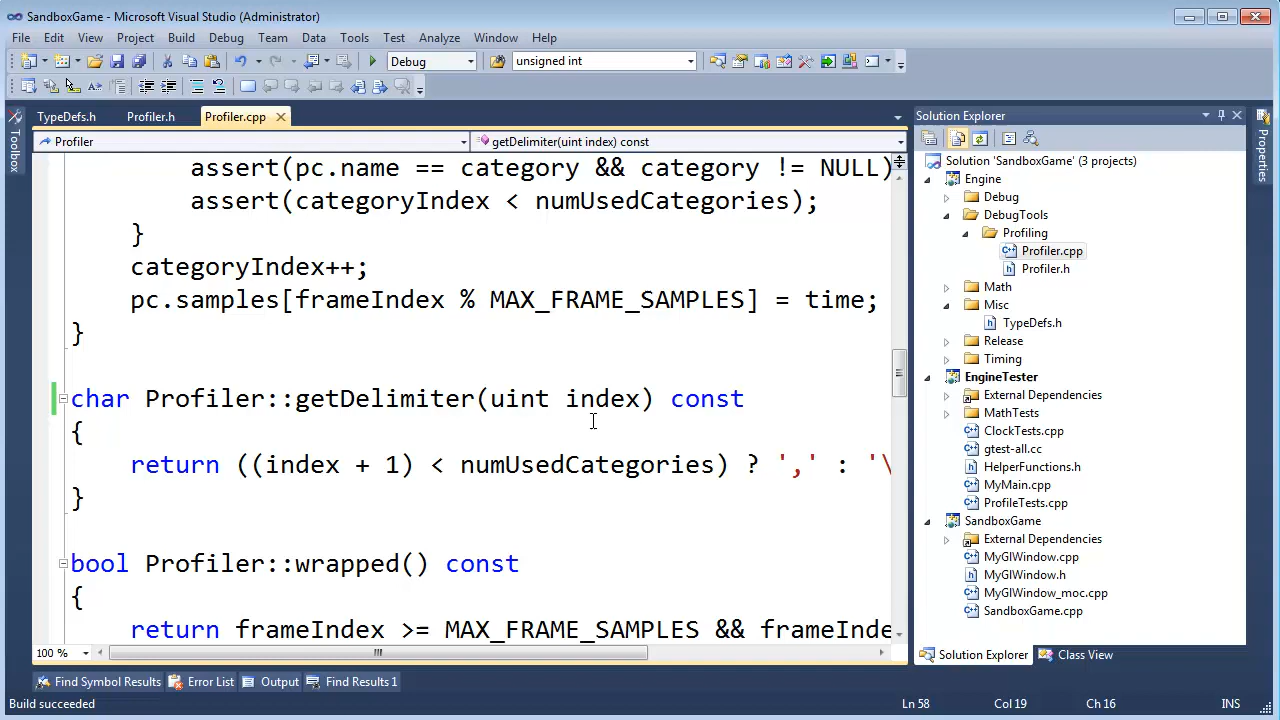 SandboxGame - Microsoft Visual Studio (Administrator)
File Edit View Project Build Debug Team Data Tools Test Analyze Window Help
Debug unsigned int
TypeDefs.h Profiler.h Profiler.cpp
Profiler getDelimiter(uint index) const
assert(pc.name == category && category != NULL)
assert(categoryIndex < numUsedCategories);
}
categoryIndex++;
pc.samples[frameIndex % MAX_FRAME_SAMPLES] = time;
}
char Profiler::getDelimiter(uint index) const
{
return ((index + 1) < numUsedCategories) ? ',' : '\
}
bool Profiler::wrapped() const
{
return frameIndex >= MAX_FRAME_SAMPLES && frameInde
100 %
Toolbox
Solution Explorer
Solution 'SandboxGame' (3 projects)
Engine
Debug
DebugTools
Profiling
Profiler.cpp
Profiler.h
Math
Misc
TypeDefs.h
Release
Timing
EngineTester
External Dependencies
MathTests
ClockTests.cpp
gtest-all.cc
HelperFunctions.h
MyMain.cpp
ProfileTests.cpp
SandboxGame
External Dependencies
MyGlWindow.cpp
MyGlWindow.h
MyGlWindow_moc.cpp
SandboxGame.cpp
Solution Explorer Class View
Properties
Find Symbol Results Error List Output Find Results 1
Build succeeded Ln 58 Col 19 Ch 16 INS